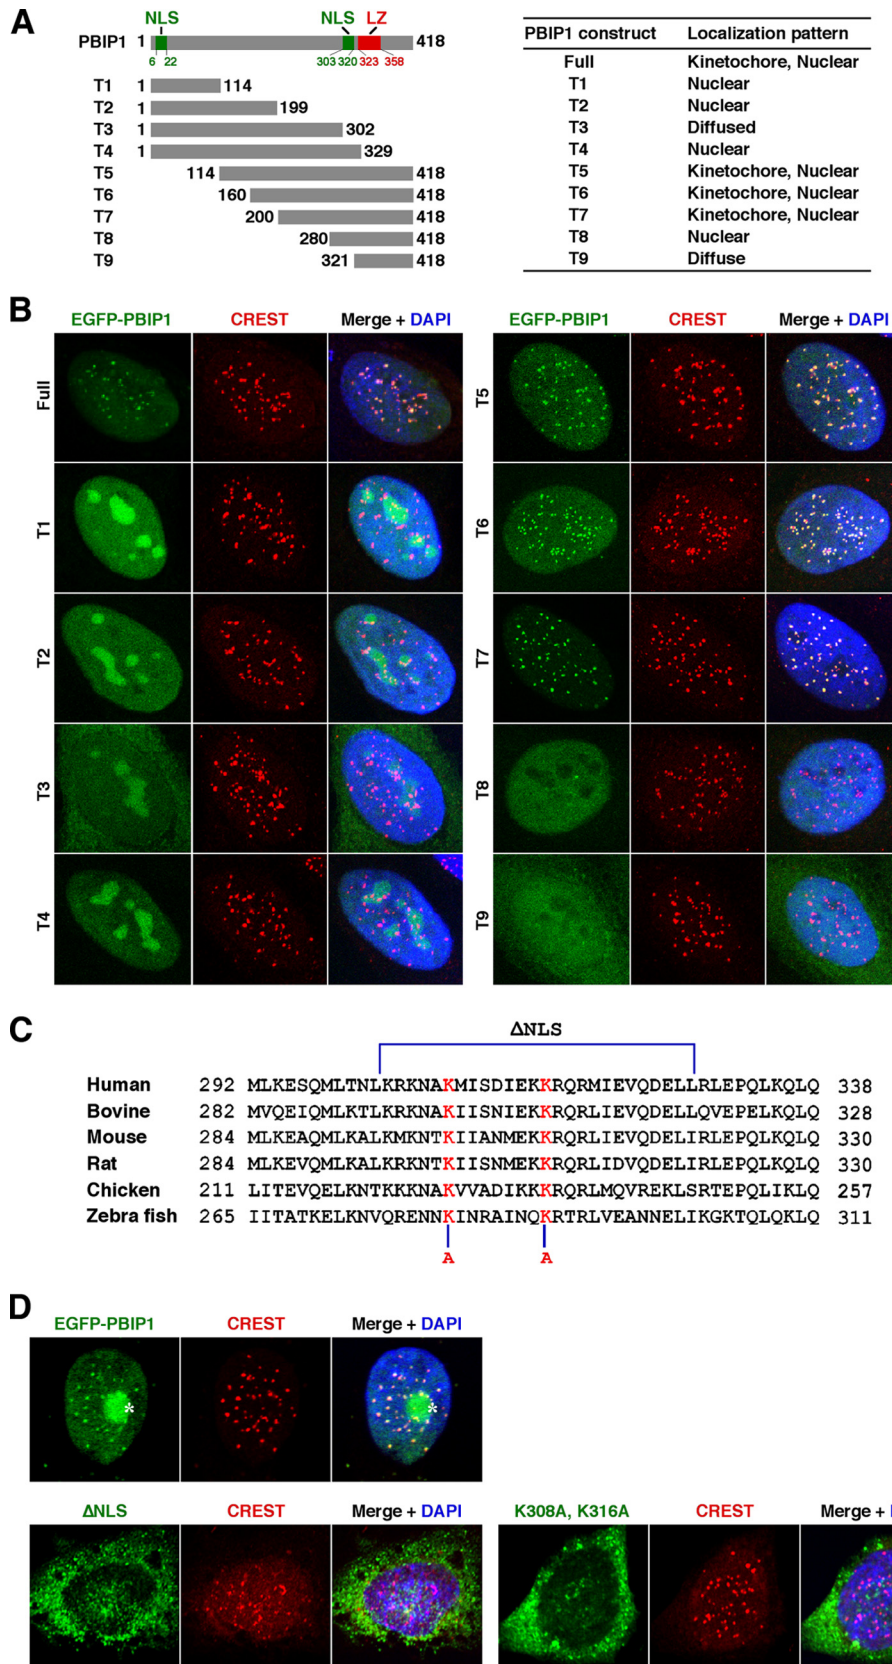 A
NLS NLS LZ
PBIP1 1 418
6 22 303 320 323 358
T1 1 114
T2 1 199
T3 1 302
T4 1 329
T5 114 418
T6 160 418
T7 200 418
T8 280 418
T9 321 418
PBIP1 construct Localization pattern
Full Kinetochore, Nuclear
T1 Nuclear
T2 Nuclear
T3 Diffused
T4 Nuclear
T5 Kinetochore, Nuclear
T6 Kinetochore, Nuclear
T7 Kinetochore, Nuclear
T8 Nuclear
T9 Diffuse
B
EGFP-PBIP1 CREST Merge + DAPI
Full
T1
T2
T3
T4
EGFP-PBIP1 CREST Merge + DAPI
T5
T6
T7
T8
T9
C
ΔNLS
Human 292 MLKESQMLTNLKRKNAKMISDIEKKRQRMIEVQDELLRLEPQLKQLQ 338
Bovine 282 MVQEIQMLKTLKRKNAKIISNIEKKRQRLIEVQDELLQVEPELKQLQ 328
Mouse 284 MLKEAQMLKALKMKNTKIIANMEKKRQRLIEVQDELIRLEPQLKQLQ 330
Rat 284 MLKEVQMLKALKRKNTKIISNMEKKRQRLIDVQDELIRLEPQLKQLQ 330
Chicken 211 LITEVQELKNTKKKNAKVVADIKKKRQRLMQVREKLSRTEPQLIKLQ 257
Zebra fish 265 IITATKELKNVQRENNKINRAINQKRTRLVEANNELIKGKTQLQKLQ 311
A A
D
EGFP-PBIP1 CREST Merge + DAPI
*
*
ΔNLS CREST Merge + DAPI
K308A, K316A CREST Merge +